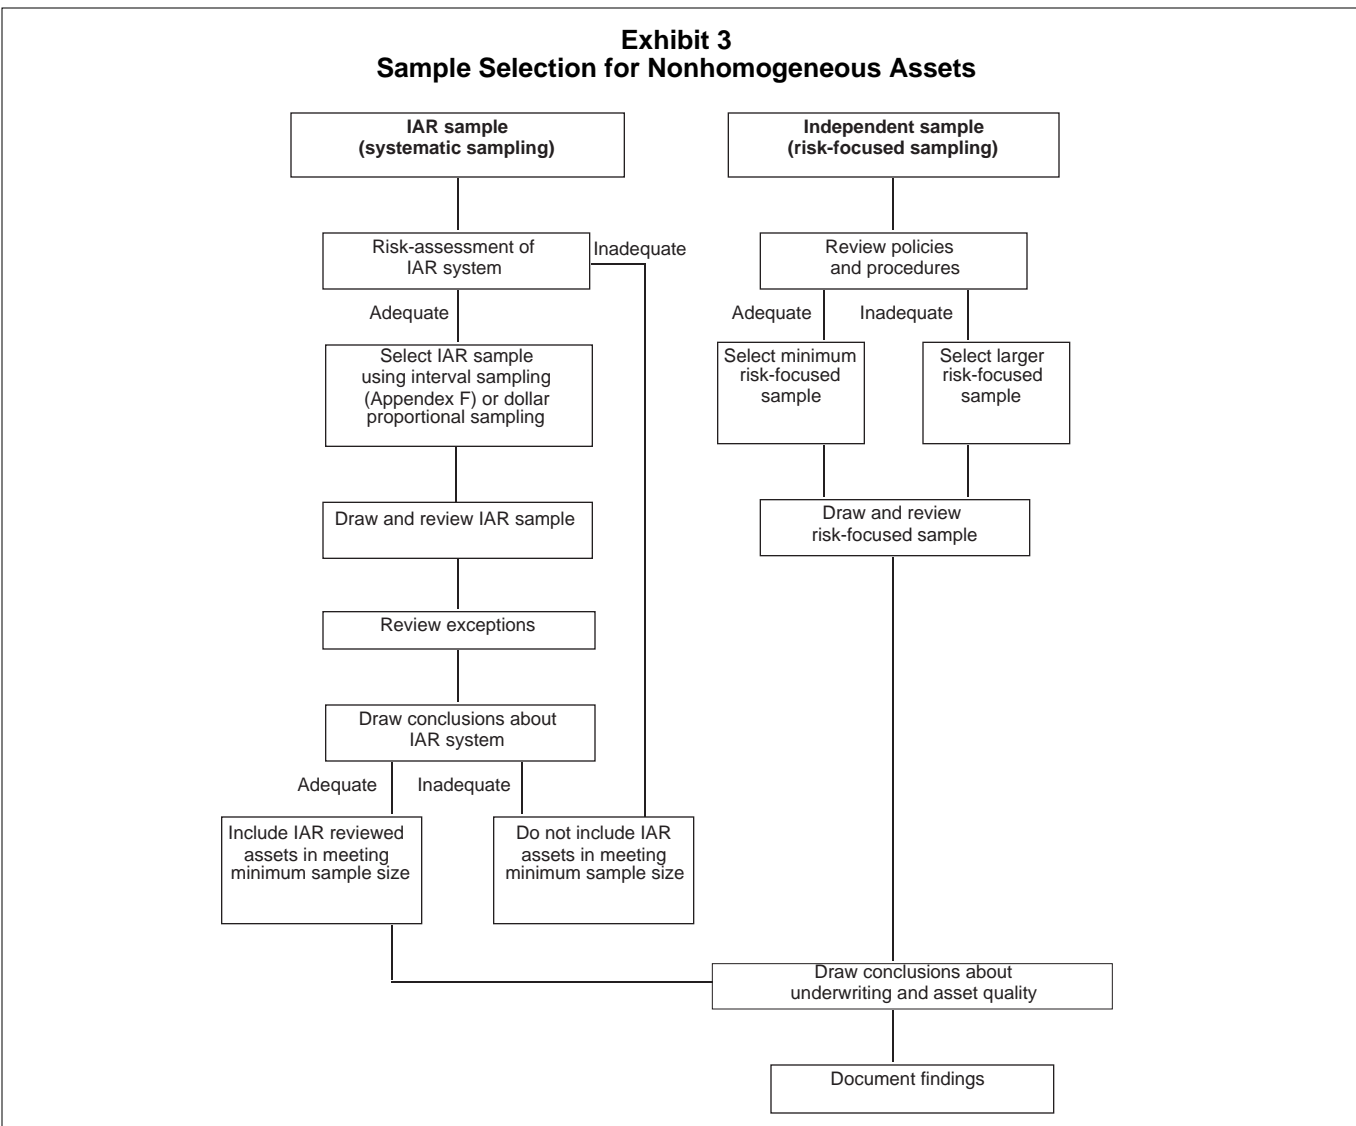 Exhibit 3
Sample Selection for Nonhomogeneous Assets
IAR sample
(systematic sampling)
Independent sample
(risk-focused sampling)
Risk-assessment of
IAR system
Inadequate
Review policies
and procedures
Adequate
Adequate
Inadequate
Select IAR sample
using interval sampling
(Appendex F) or dollar
proportional sampling
Select minimum
risk-focused
sample
Select larger
risk-focused
sample
Draw and review IAR sample
Draw and review
risk-focused sample
Review exceptions
Draw conclusions about
IAR system
Adequate
Inadequate
Include IAR reviewed
assets in meeting
minimum sample size
Do not include IAR
assets in meeting
minimum sample size
Draw conclusions about
underwriting and asset quality
Document findings